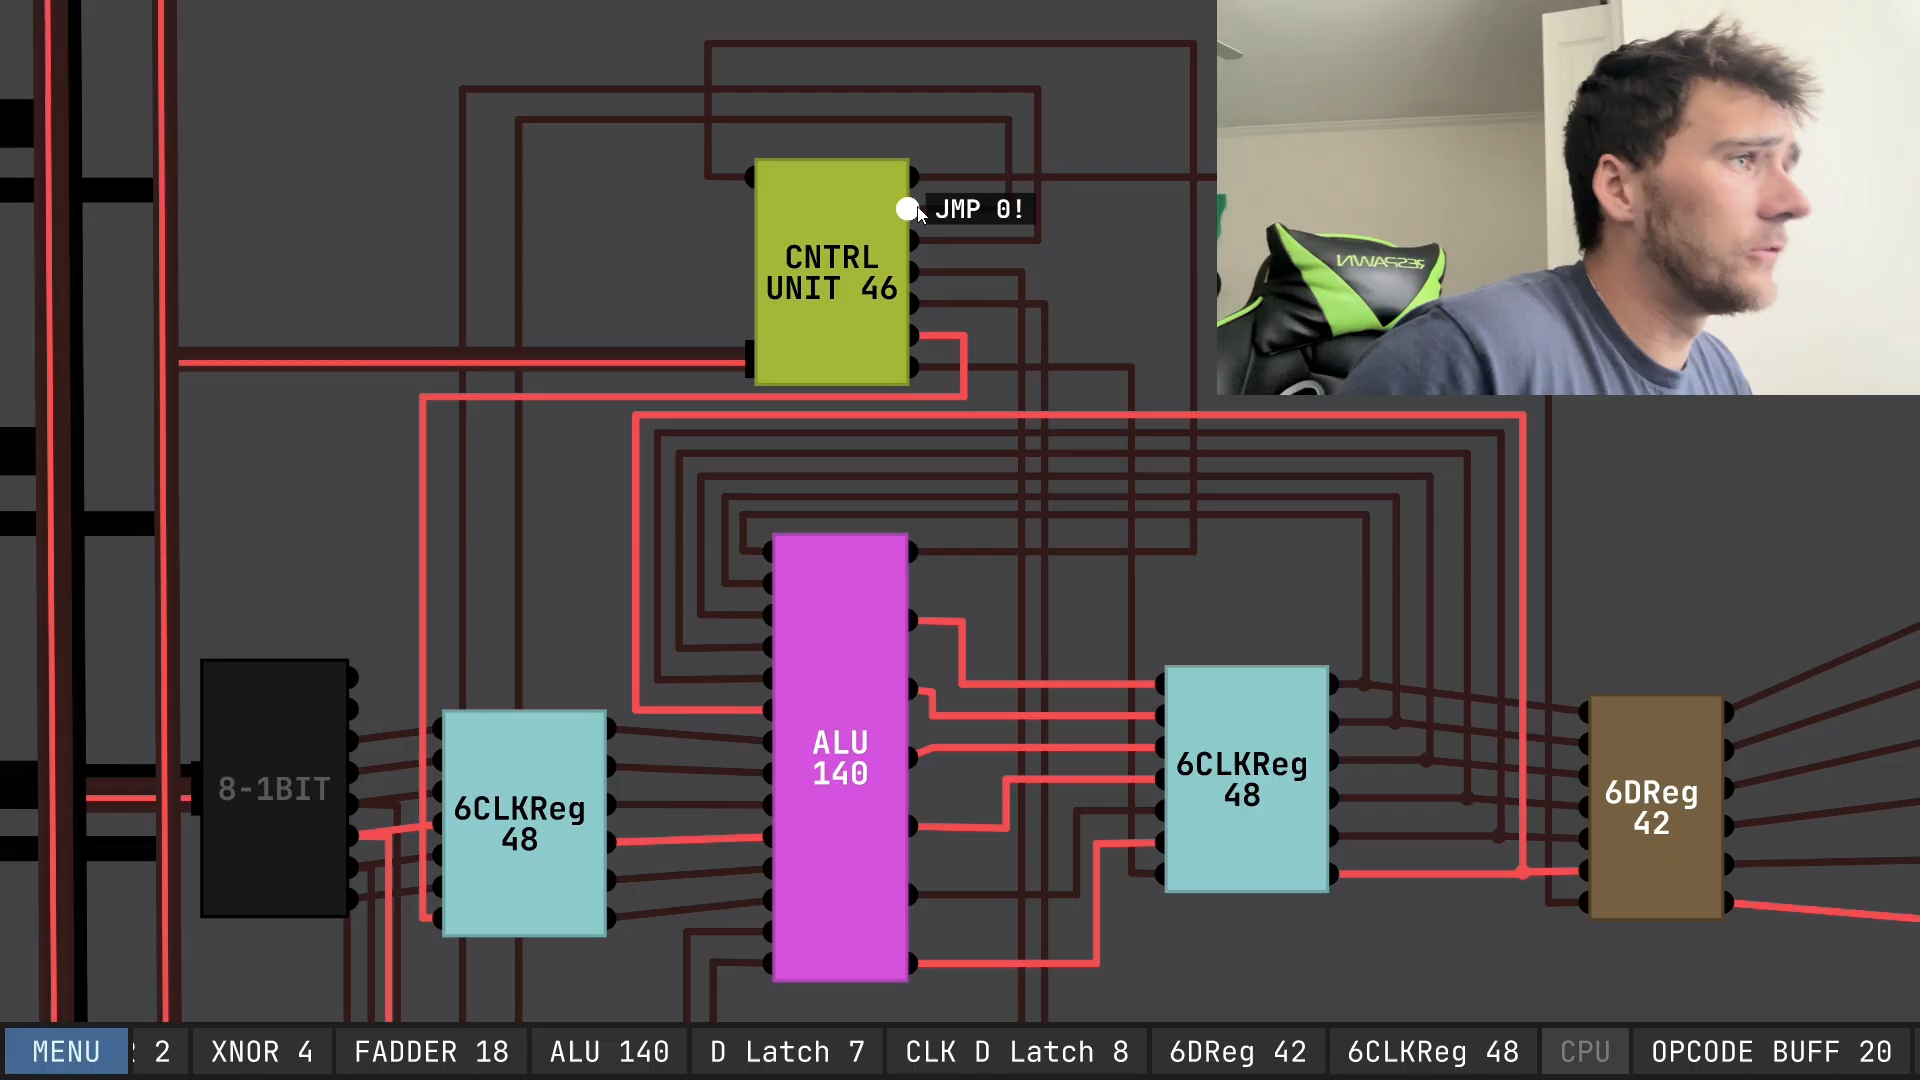 JMP 0!
CNTRL
UNIT 46
RESPAWN
ALU
140
8-1BIT
6CLKReg
48
6CLKReg
48
6DReg
42
MENU
2
XNOR 4
FADDER 18
ALU 140
D Latch 7
CLK D Latch 8
6DReg 42
6CLKReg 48
CPU
OPCODE BUFF 20